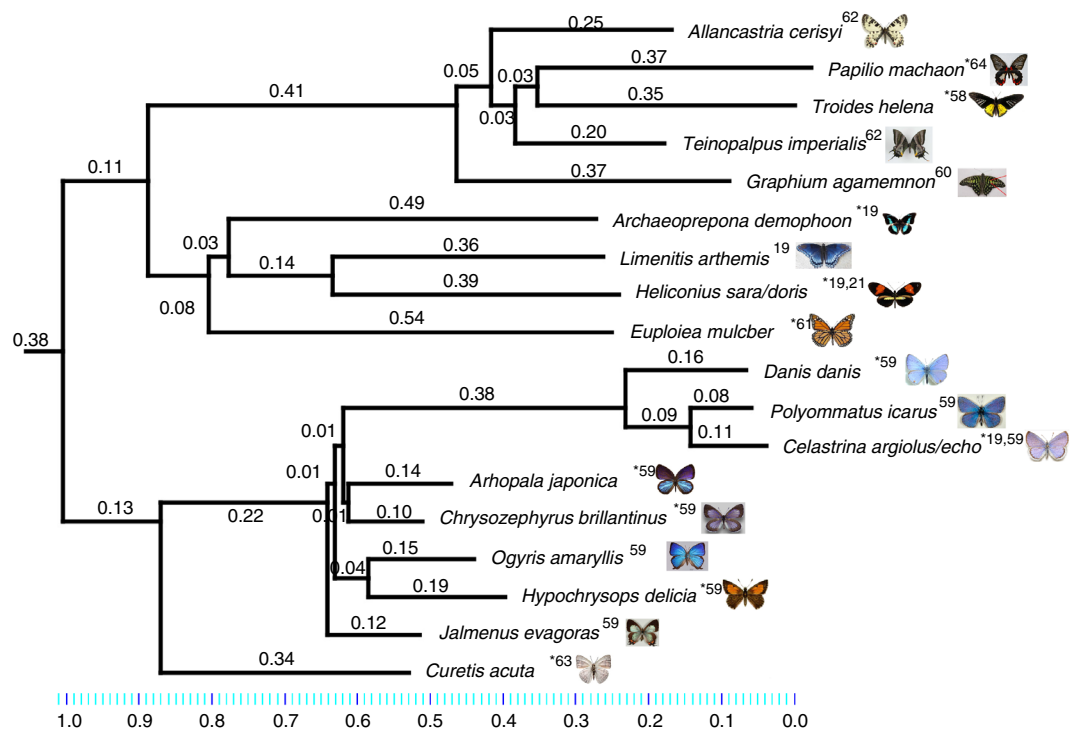 0.25
Allancastria cerisyi 62
0.37
Papilio machaon *64
0.05
0.03
0.41
0.35
Troides helena *58
0.03
0.20
Teinopalpus imperialis 62
0.11
0.37
Graphium agamemnon 60
0.49
Archaeoprepona demophoon *19
0.03
0.36
Limenitis arthemis 19
0.14
0.39
Heliconius sara/doris *19,21
0.08
0.54
Euploiea mulcber *61
0.38
0.16
Danis danis *59
0.38
0.08
Polyommatus icarus 59
0.09
0.11
Celastrina argiolus/echo *19,59
0.01
0.01
0.14
Arhopala japonica *59
0.13
0.22
0.01
0.10
Chrysozephyrus brillantinus *59
0.15
Ogyris amaryllis 59
0.04
0.19
Hypochrysops delicia *59
0.12
Jalmenus evagoras 59
0.34
Curetis acuta *63
1.0 0.9 0.8 0.7 0.6 0.5 0.4 0.3 0.2 0.1 0.0